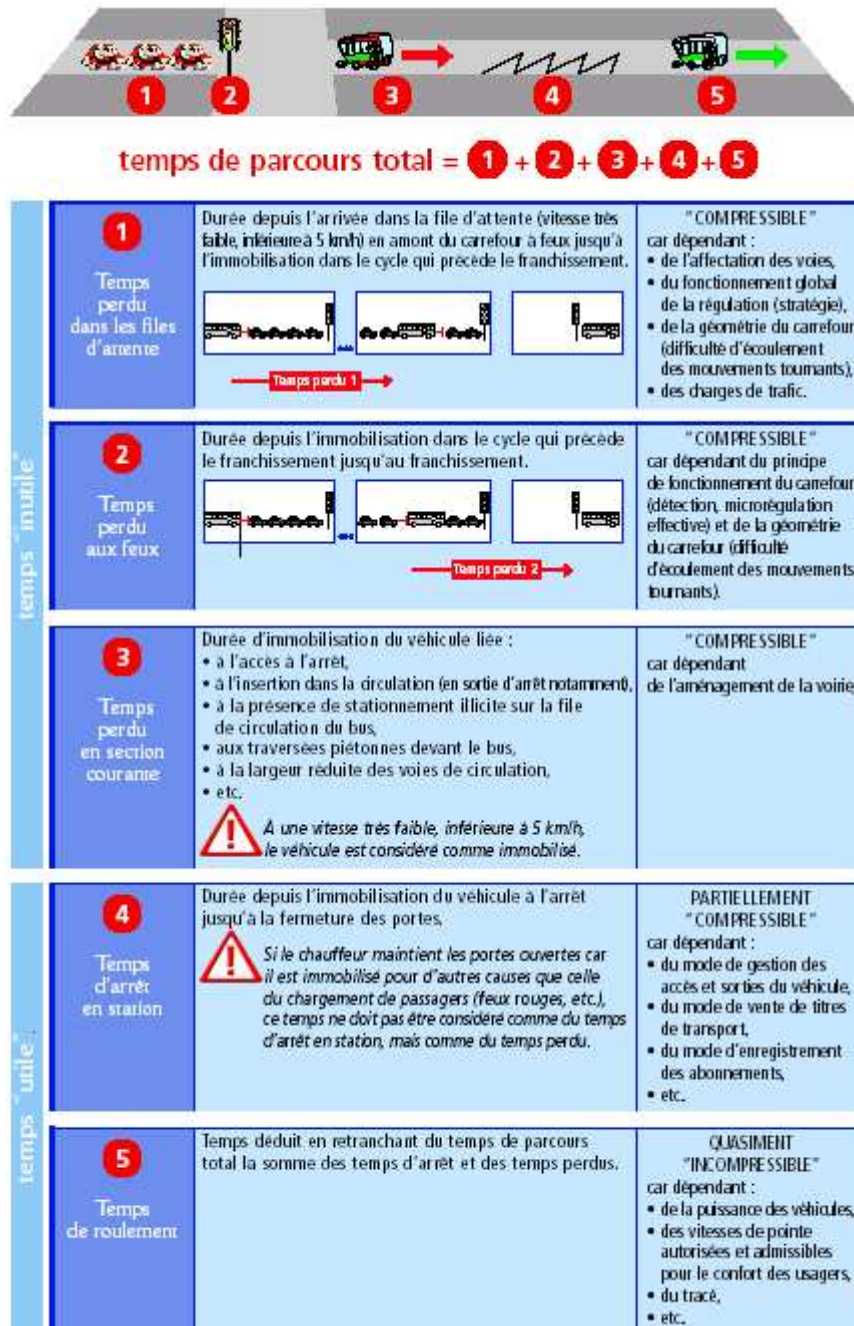 1 2 3 4 5
temps de parcours total = 1 + 2 + 3 + 4 + 5
temps "inutile"
1
Temps
perdu
dans les files
d'attente
Durée depuis l'arrivée dans la file d'attente (vitesse très
faible, inférieure à 5 km/h) en amont du carrefour à feux jusqu'à
l'immobilisation dans le cycle qui précède le franchissement.
Temps perdu 1
"COMPRESSIBLE"
car dépendant :
• de l'affectation des voies,
• du fonctionnement global
de la régulation (stratégie),
• de la géométrie du carrefour
(difficulté d'écoulement
des mouvements tournants),
• des charges de trafic.
2
Temps
perdu
aux feux
Durée depuis l'immobilisation dans le cycle qui précède
le franchissement jusqu'au franchissement.
Temps perdu 2
"COMPRESSIBLE"
car dépendant du principe
de fonctionnement du carrefour
(détection, microrégulation
effective) et de la géométrie
du carrefour (difficulté
d'écoulement des mouvements
tournants).
3
Temps
perdu
en section
courante
Durée d'immobilisation du véhicule liée :
• à l'accès à l'arrêt,
• à l'insertion dans la circulation (en sortie d'arrêt notamment),
• à la présence de stationnement illicite sur la file
de circulation du bus,
• aux traversées piétonnes devant le bus,
• à la largeur réduite des voies de circulation,
• etc.
! À une vitesse très faible, inférieure à 5 km/h,
le véhicule est considéré comme immobilisé.
"COMPRESSIBLE"
car dépendant
de l'aménagement de la voirie,
temps "utile"
4
Temps
d'arrêt
en station
Durée depuis l'immobilisation du véhicule à l'arrêt
jusqu'à la fermeture des portes.
! Si le chauffeur maintient les portes ouvertes car
il est immobilisé pour d'autres causes que celle
du chargement de passagers (feux rouges, etc.),
ce temps ne doit pas être considéré comme du temps
d'arrêt en station, mais comme du temps perdu.
PARTIELLEMENT
"COMPRESSIBLE"
car dépendant :
• du mode de gestion des
accès et sorties du véhicule,
• du mode de vente de titres
de transport,
• du mode d'enregistrement
des abonnements,
• etc.
5
Temps
de roulement
Temps déduit en retranchant du temps de parcours
total la somme des temps d'arrêt et des temps perdus.
QUASIMENT
"INCOMPRESSIBLE"
car dépendant :
• de la puissance des véhicules,
• des vitesses de pointe
autorisées et admissibles
pour le confort des usagers,
• du tracé,
• etc.